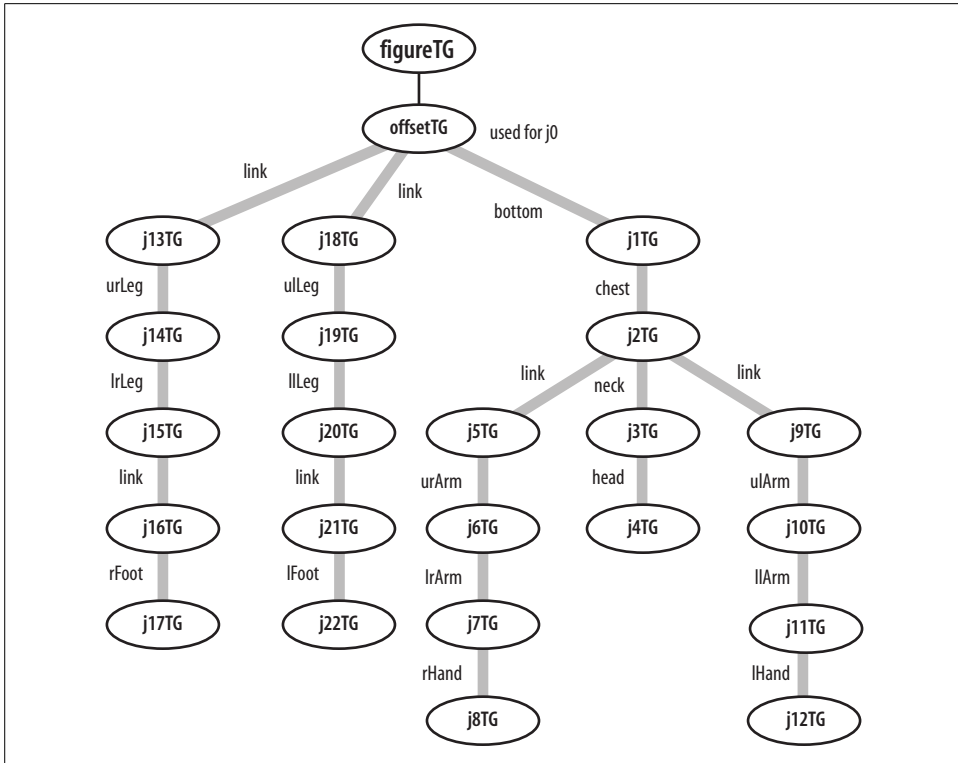 figureTG
offsetTG
used for j0
link
link
bottom
j13TG
j18TG
j1TG
urLeg
ulLeg
chest
j14TG
j19TG
j2TG
lrLeg
llLeg
link
neck
link
j15TG
j20TG
j5TG
j3TG
j9TG
link
link
urArm
head
ulArm
j16TG
j21TG
j6TG
j4TG
j10TG
rFoot
lFoot
lrArm
llArm
j17TG
j22TG
j7TG
j11TG
rHand
lHand
j8TG
j12TG